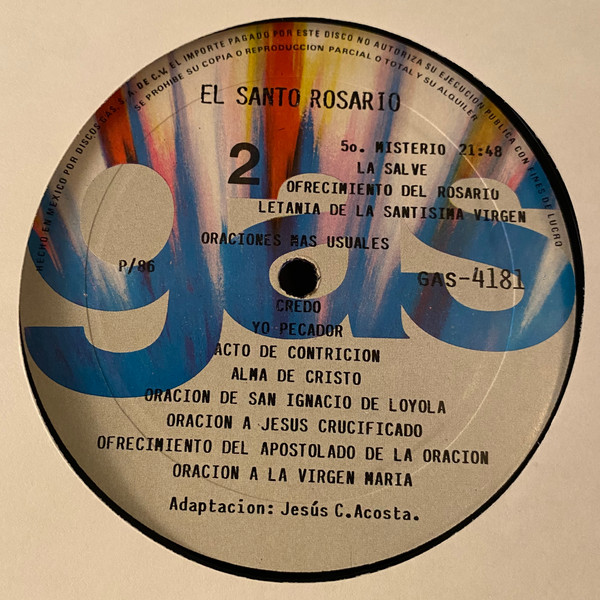 HECHO EN MEXICO POR DISCOS GAS, S.A. DE C.V. EL IMPORTE PAGADO POR ESTE DISCO NO AUTORIZA SU EJECUCION PUBLICA CON FINES DE LUCRO
SE PROHIBE SU COPIA O REPRODUCCION PARCIAL O TOTAL Y SU ALQUILER
EL SANTO ROSARIO
2
5o. MISTERIO 21:48
LA SALVE
OFRECIMIENTO DEL ROSARIO
LETANIA DE LA SANTISIMA VIRGEN
ORACIONES MAS USUALES
gas
P/86
GAS-4181
CREDO
YO PECADOR
ACTO DE CONTRICION
ALMA DE CRISTO
ORACION DE SAN IGNACIO DE LOYOLA
ORACION A JESUS CRUCIFICADO
OFRECIMIENTO DEL APOSTOLADO DE LA ORACION
ORACION A LA VIRGEN MARIA
Adaptacion: Jesús C.Acosta.